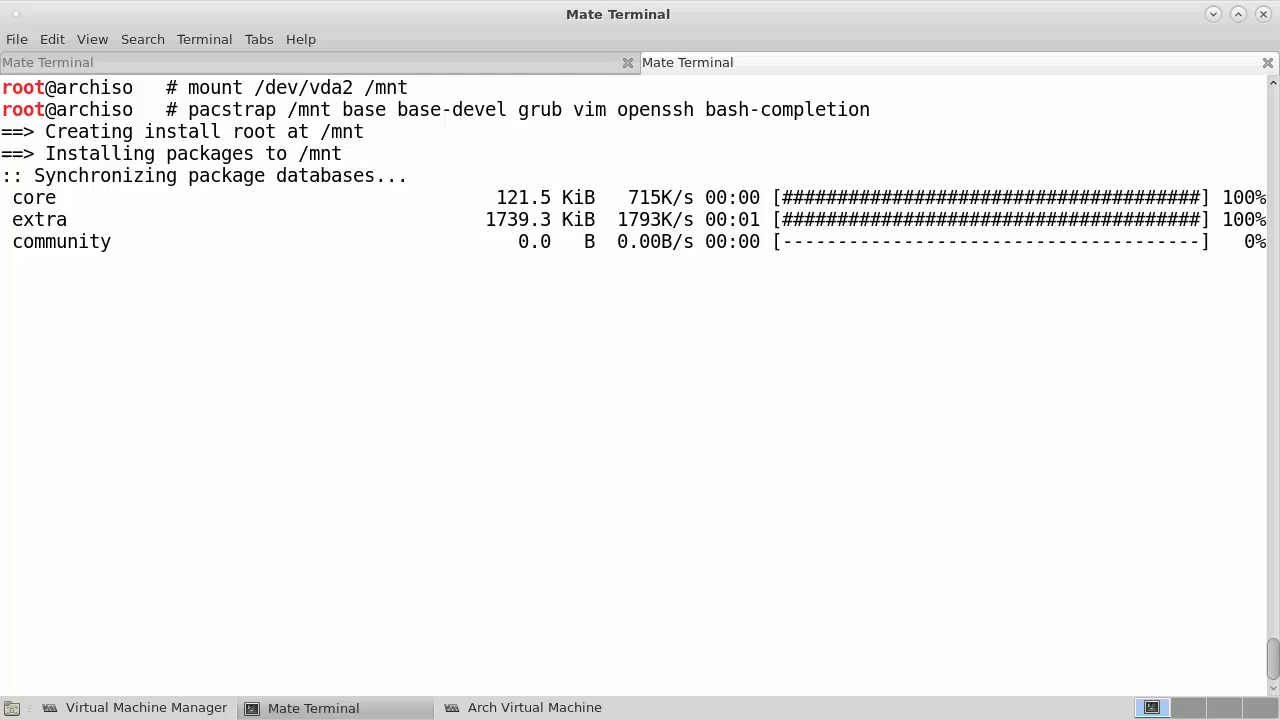 Mate Terminal
File Edit View Search Terminal Tabs Help
Mate Terminal Mate Terminal
root@archiso   # mount /dev/vda2 /mnt
root@archiso   # pacstrap /mnt base base-devel grub vim openssh bash-completion
==> Creating install root at /mnt
==> Installing packages to /mnt
:: Synchronizing package databases...
core 121.5 KiB 715K/s 00:00 [######################################] 100%
extra 1739.3 KiB 1793K/s 00:01 [######################################] 100%
community 0.0 B 0.00B/s 00:00 [--------------------------------------] 0%
Virtual Machine Manager Mate Terminal Arch Virtual Machine